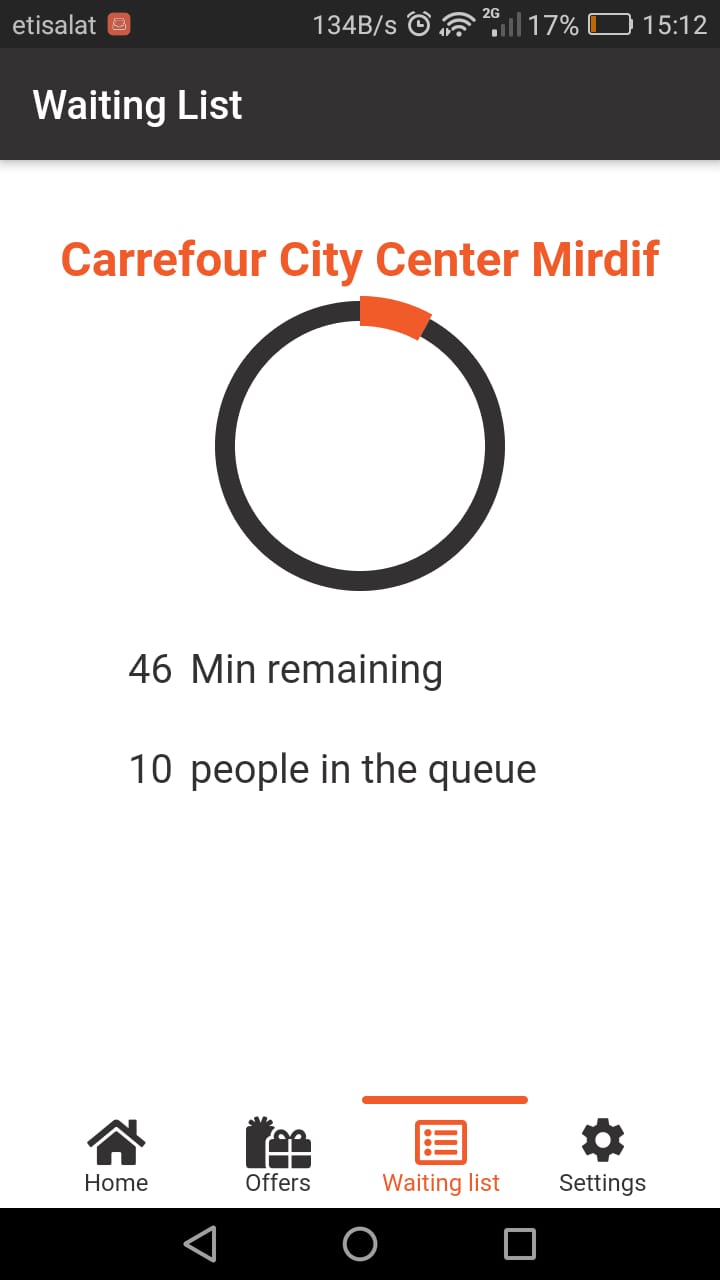 etisalat 134B/s 2G 17% 15:12
Waiting List
Carrefour City Center Mirdif
46 Min remaining
10 people in the queue
Home Offers Waiting list Settings